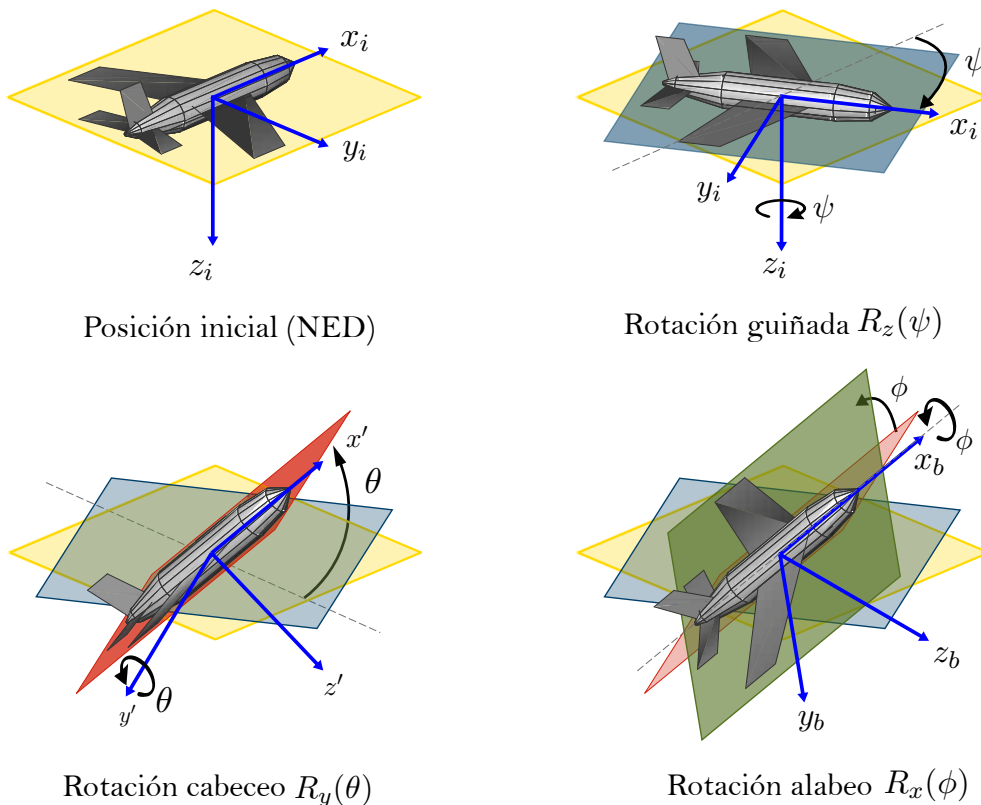 x_i
y_i
z_i
Posición inicial (NED)
ψ
x_i
y_i
ψ
z_i
Rotación guiñada R_z(ψ)
x'
θ
z'
θ
y'
Rotación cabeceo R_y(θ)
ϕ
ϕ
x_b
z_b
y_b
Rotación alabeo R_x(ϕ)